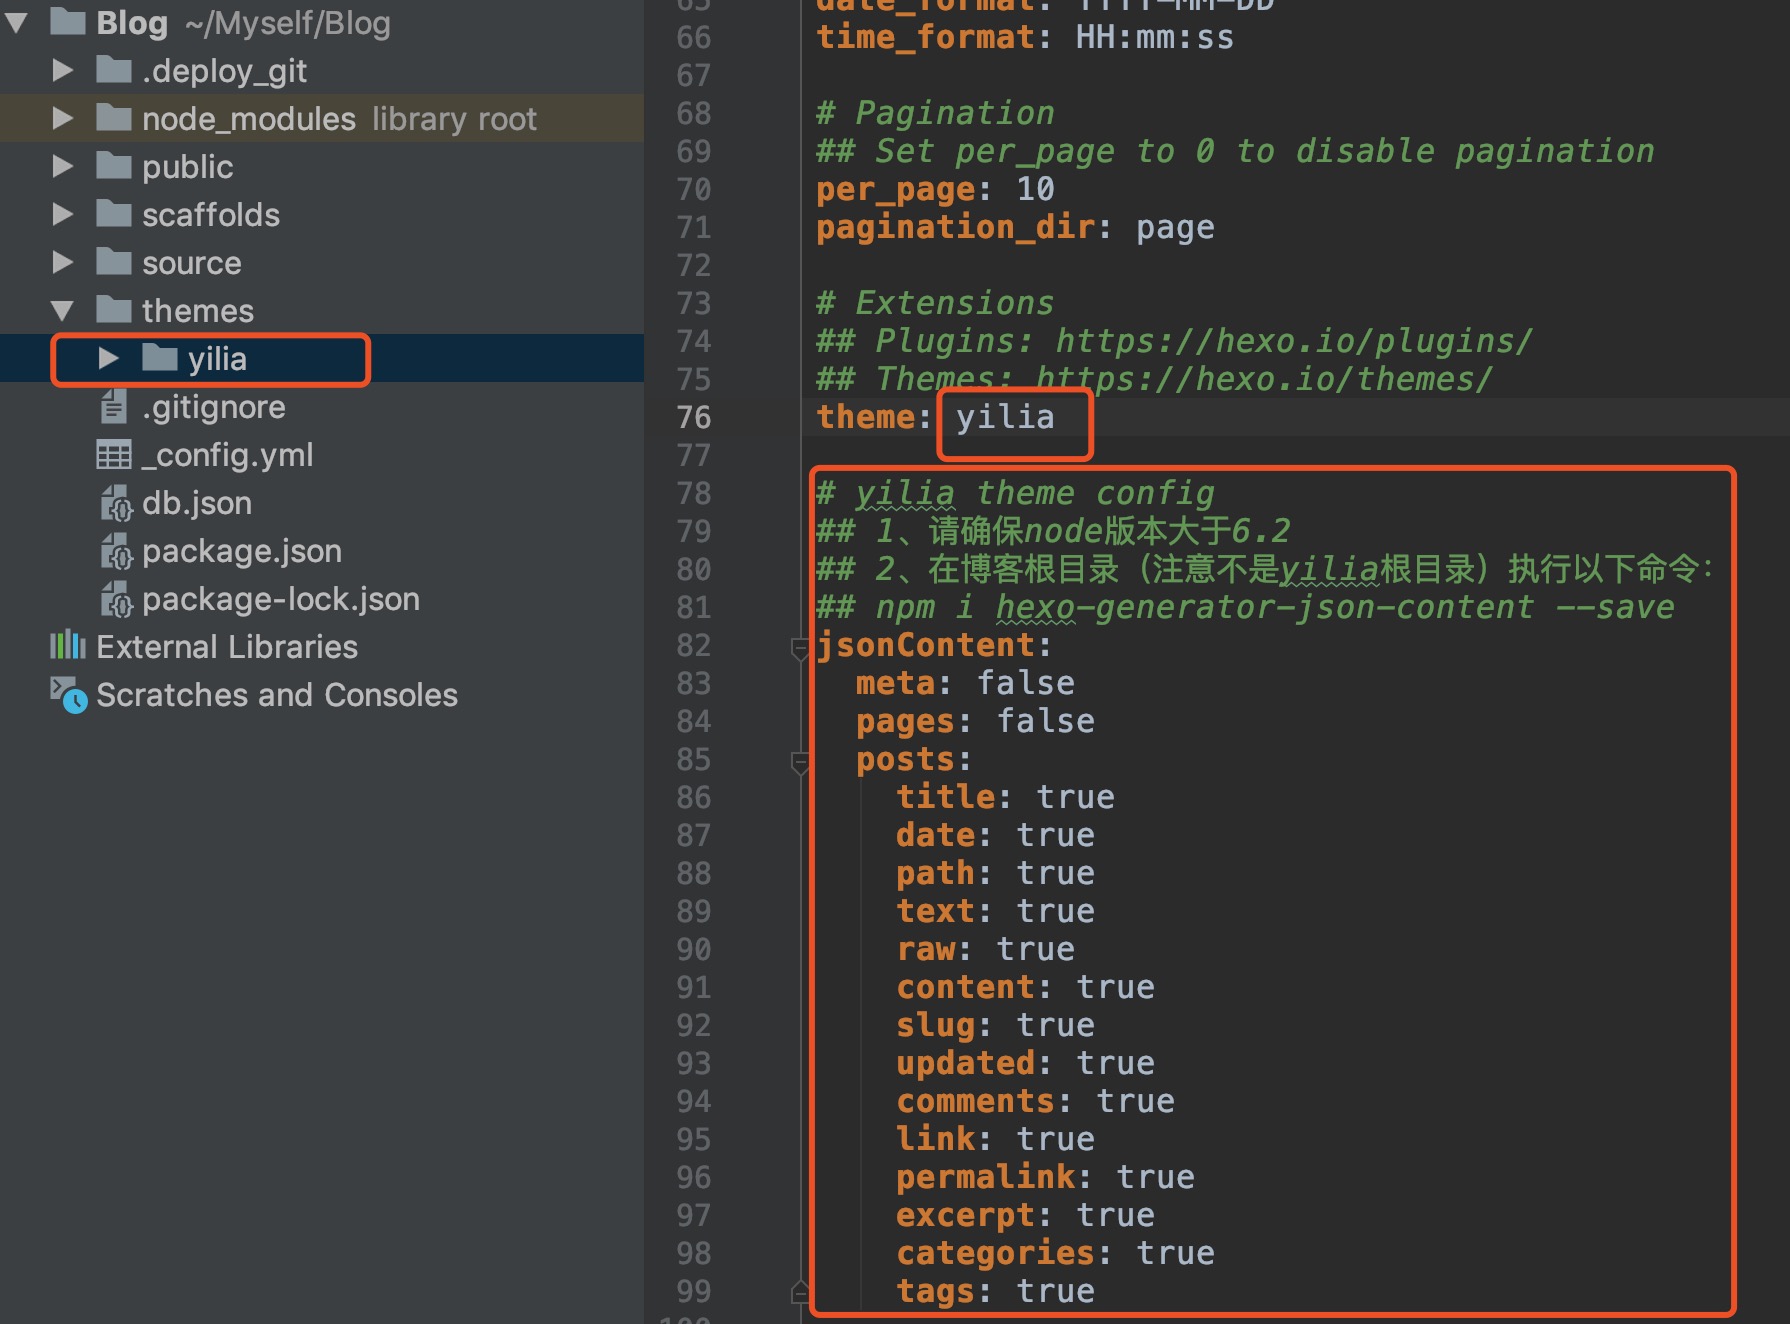 Blog ~/Myself/Blog
.deploy_git
node_modules library root
public
scaffolds
source
themes
yilia
.gitignore
_config.yml
db.json
package.json
package-lock.json
External Libraries
Scratches and Consoles
65 date_format: YYYY-MM-DD
66 time_format: HH:mm:ss
67
68 # Pagination
69 ## Set per_page to 0 to disable pagination
70 per_page: 10
71 pagination_dir: page
72
73 # Extensions
74 ## Plugins: https://hexo.io/plugins/
75 ## Themes: https://hexo.io/themes/
76 theme: yilia
77
78 # yilia theme config
79 ## 1、请确保node版本大于6.2
80 ## 2、在博客根目录（注意不是yilia根目录）执行以下命令：
81 ## npm i hexo-generator-json-content --save
82 jsonContent:
83 meta: false
84 pages: false
85 posts:
86 title: true
87 date: true
88 path: true
89 text: true
90 raw: true
91 content: true
92 slug: true
93 updated: true
94 comments: true
95 link: true
96 permalink: true
97 excerpt: true
98 categories: true
99 tags: true
100